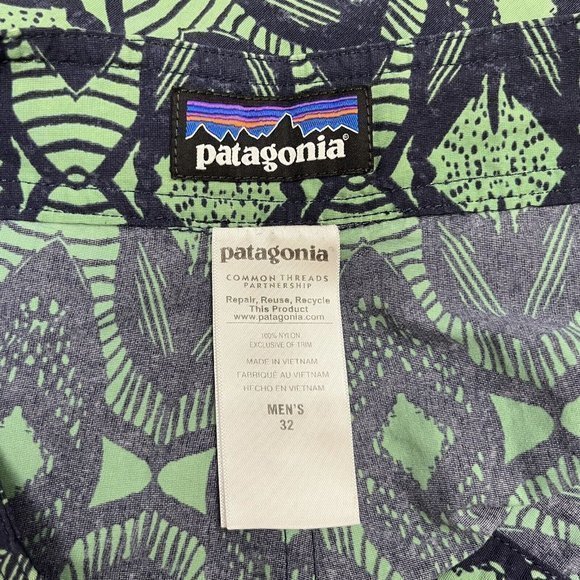 patagonia®
patagonia
COMMON THREADS
PARTNERSHIP
Repair, Reuse, Recycle
This Product
www.patagonia.com
100% NYLON
EXCLUSIVE OF TRIM
MADE IN VIETNAM
FABRIQUÉ AU VIETNAM
HECHO EN VIETNAM
MEN'S
32